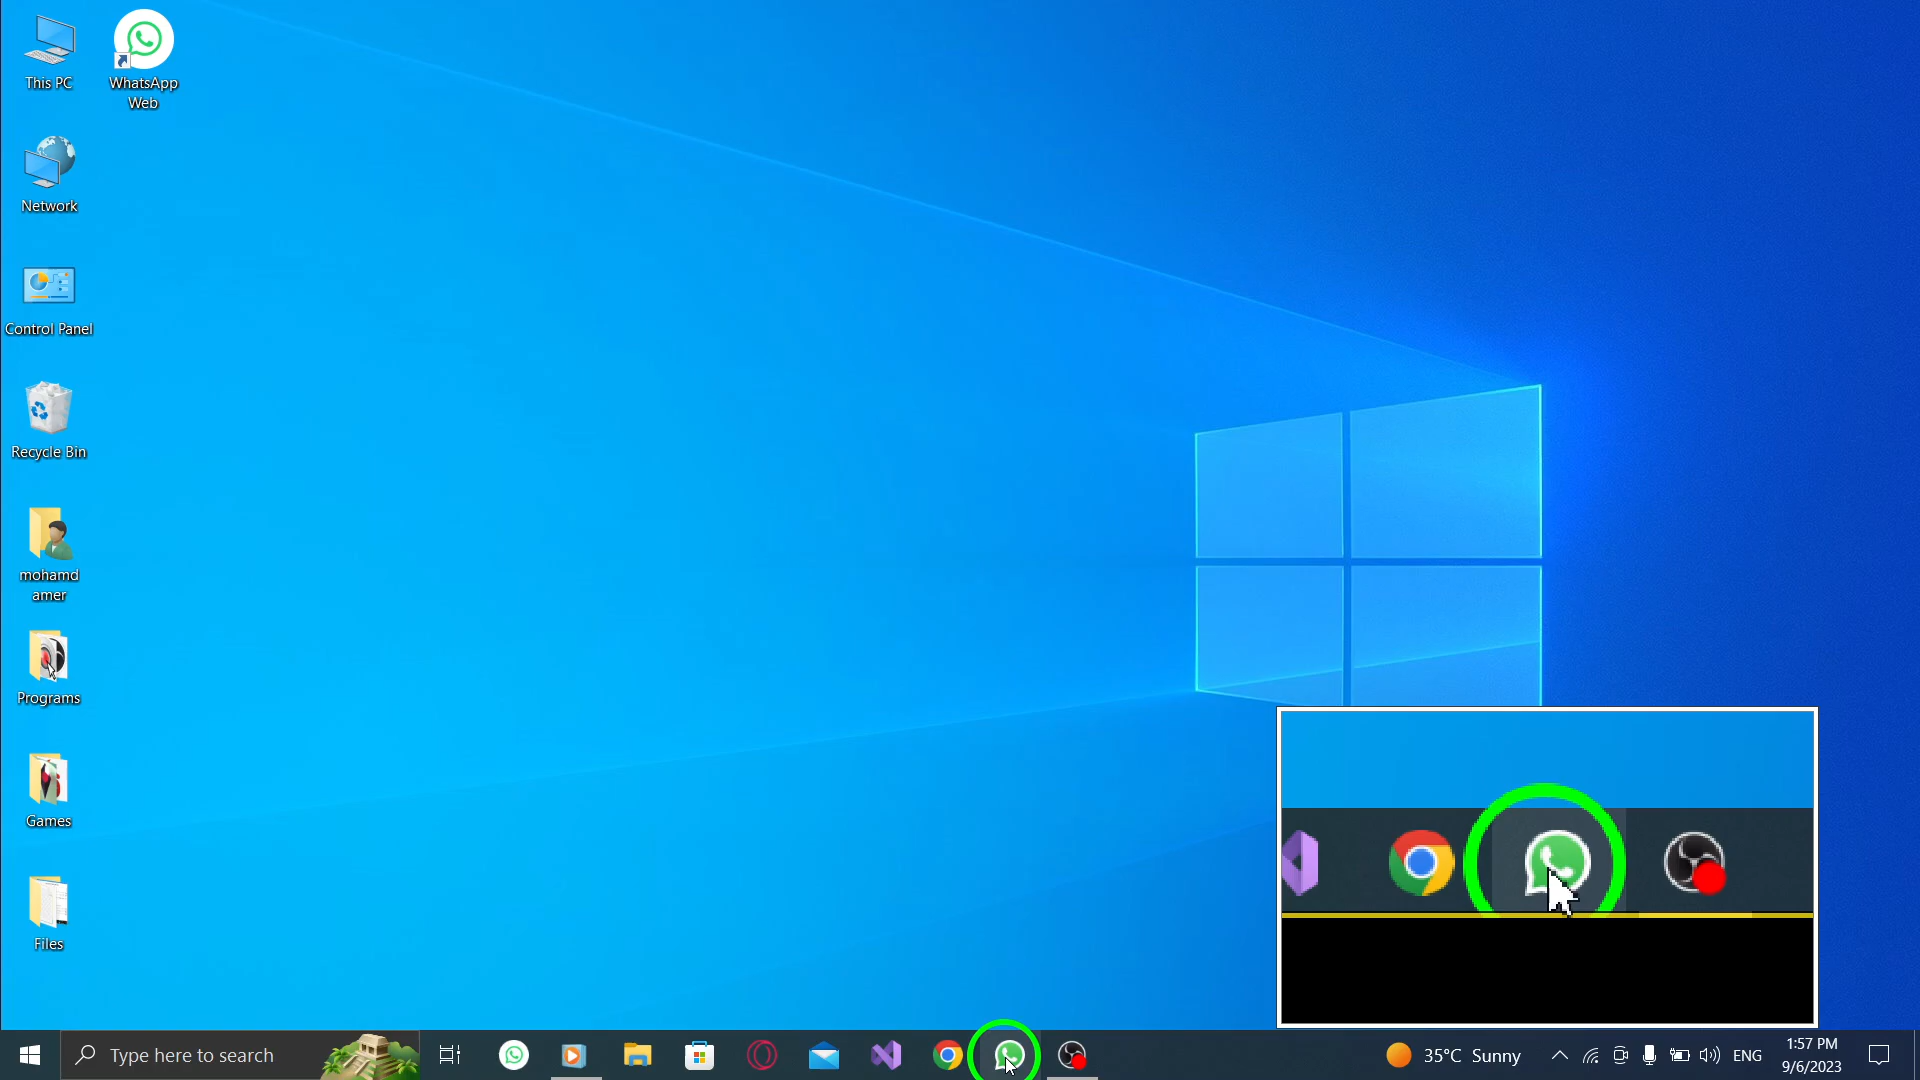 This PC
WhatsApp
Web
Network
Control Panel
Recycle Bin
mohamd
amer
Programs
Games
Files
Type here to search
35°C Sunny
ENG
1:57 PM
9/6/2023